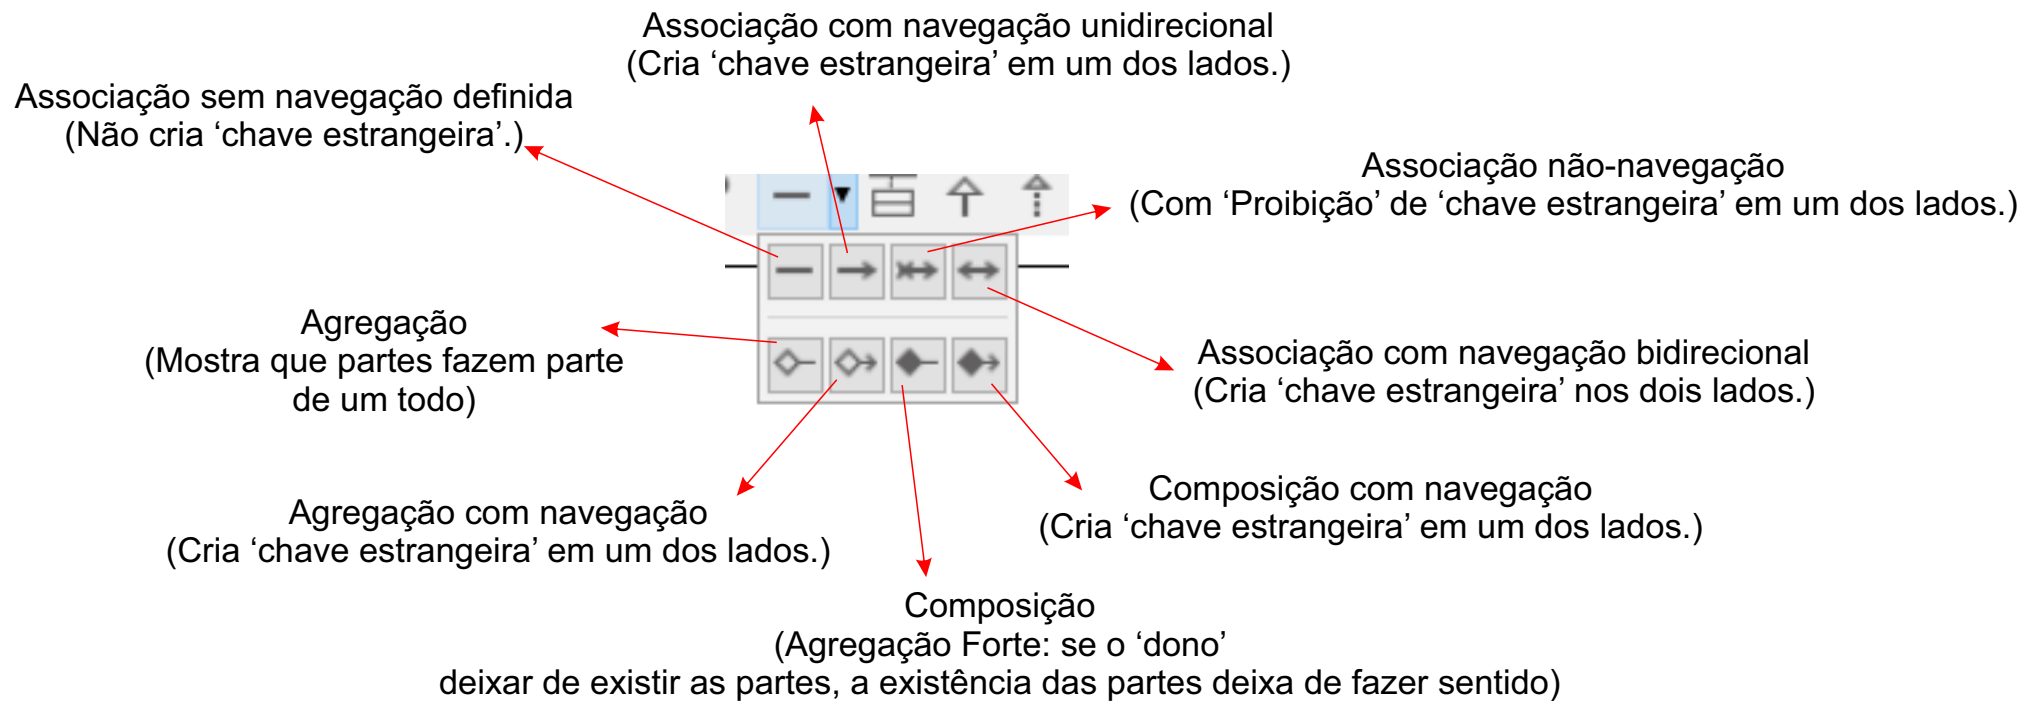 Associação com navegação unidirecional
(Cria ‘chave estrangeira’ em um dos lados.)
Associação sem navegação definida
(Não cria ‘chave estrangeira’.)
Associação não-navegação
(Com ‘Proibição’ de ‘chave estrangeira’ em um dos lados.)
Agregação
(Mostra que partes fazem parte
de um todo)
Associação com navegação bidirecional
(Cria ‘chave estrangeira’ nos dois lados.)
Agregação com navegação
(Cria ‘chave estrangeira’ em um dos lados.)
Composição com navegação
(Cria ‘chave estrangeira’ em um dos lados.)
Composição
(Agregação Forte: se o ‘dono’
deixar de existir as partes, a existência das partes deixa de fazer sentido)